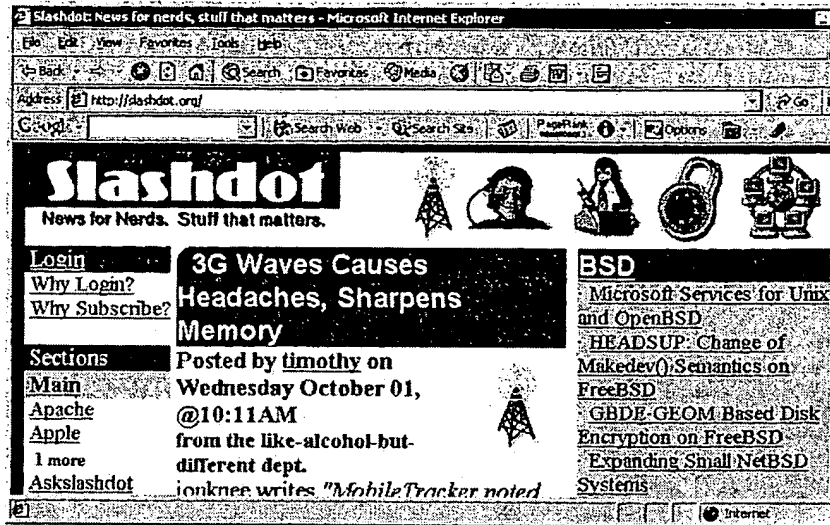 Slashdot: News for nerds, stuff that matters - Microsoft Internet Explorer
File Edit View Favorites Tools Help
Back Search Favorites Media
Address http://slashdot.org/ Go
Google Search Web Search Site PageRank Options
Slashdot
News for Nerds. Stuff that matters.
Login
Why Login?
Why Subscribe?
Sections
Main
Apache
Apple
1 more
Askslashdot
3G Waves Causes
Headaches, Sharpens
Memory
Posted by timothy on
Wednesday October 01,
@10:11AM
from the like-alcohol-but-
different dept.
jonknee writes "MobileTracker noted
BSD
Microsoft Services for Unix
and OpenBSD
HEADSUP: Change of
Makedev() Semantics on
FreeBSD
GBDE-GEOM Based Disk
Encryption on FreeBSD
Expanding Small NetBSD
Systems
Internet